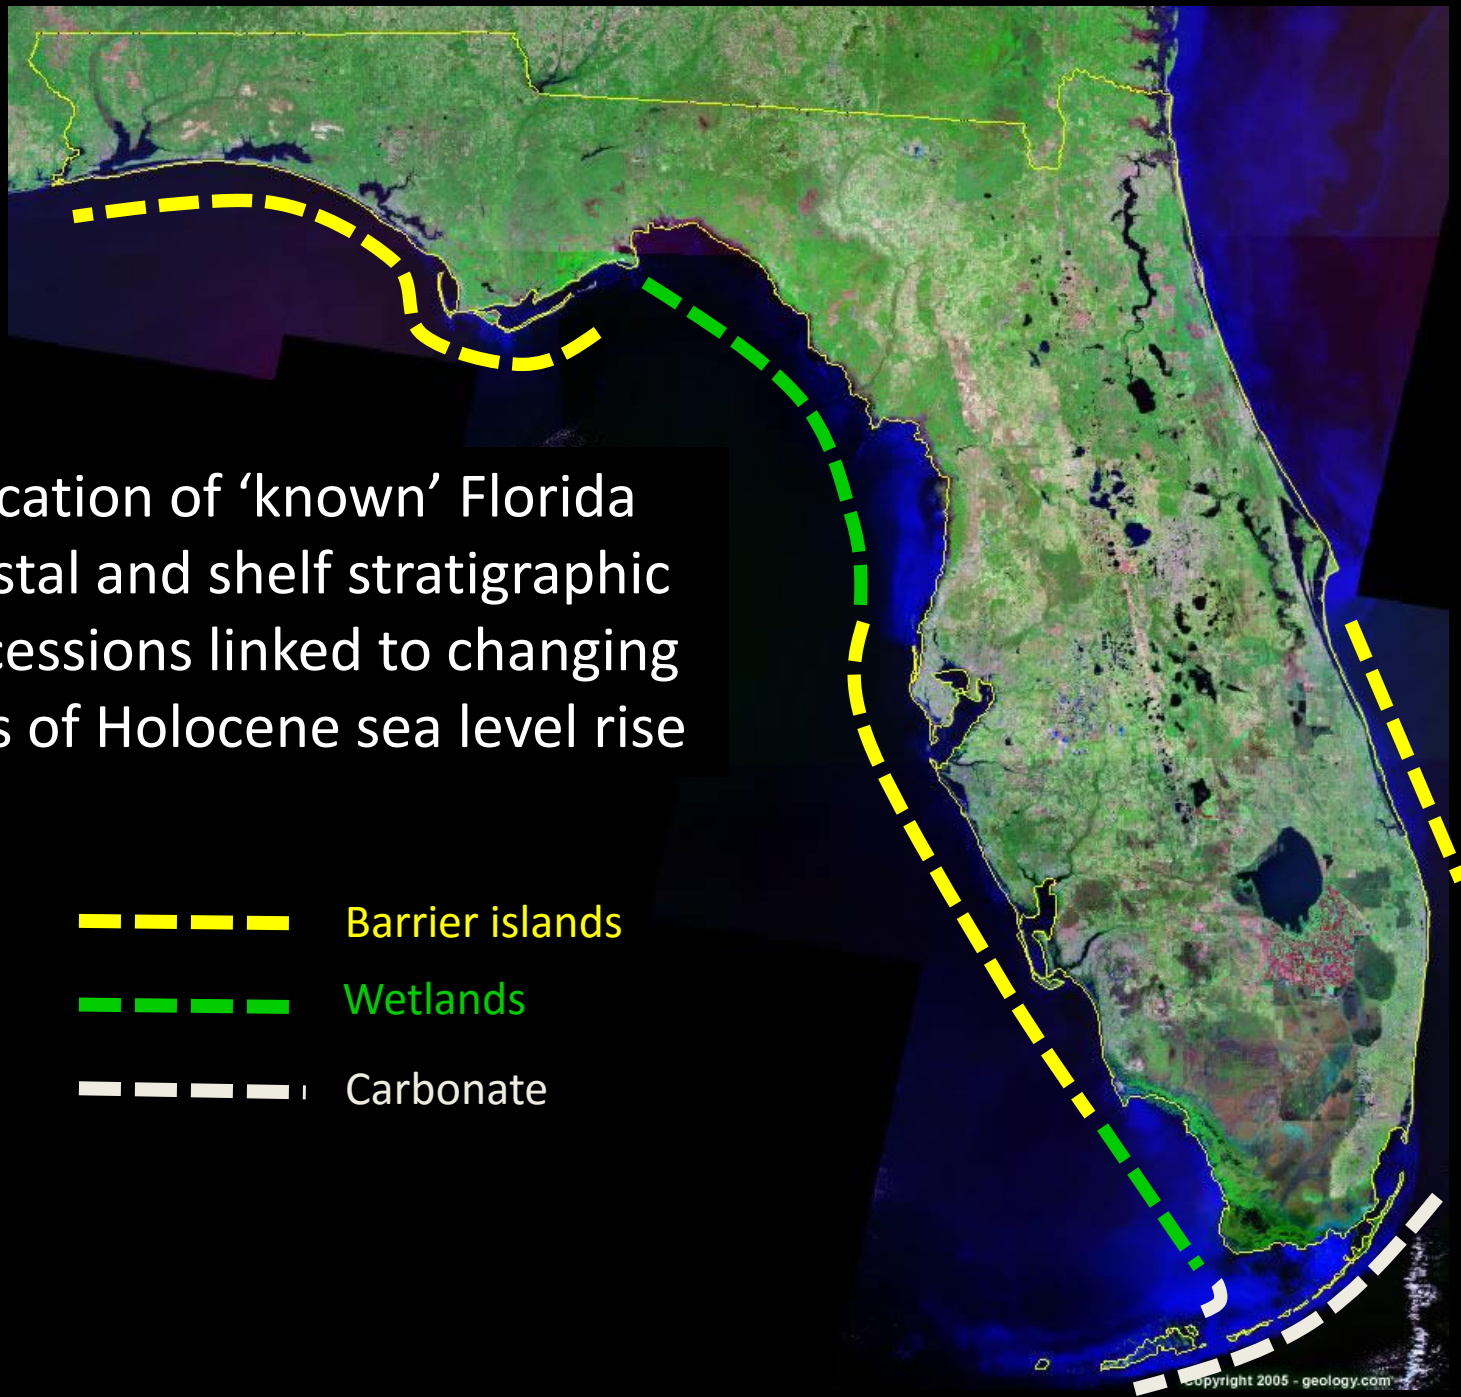 cation of ‘known’ Florida
stal and shelf stratigraphic
cessions linked to changing
s of Holocene sea level rise
Barrier islands
Wetlands
Carbonate
opyright 2005 - geology.com